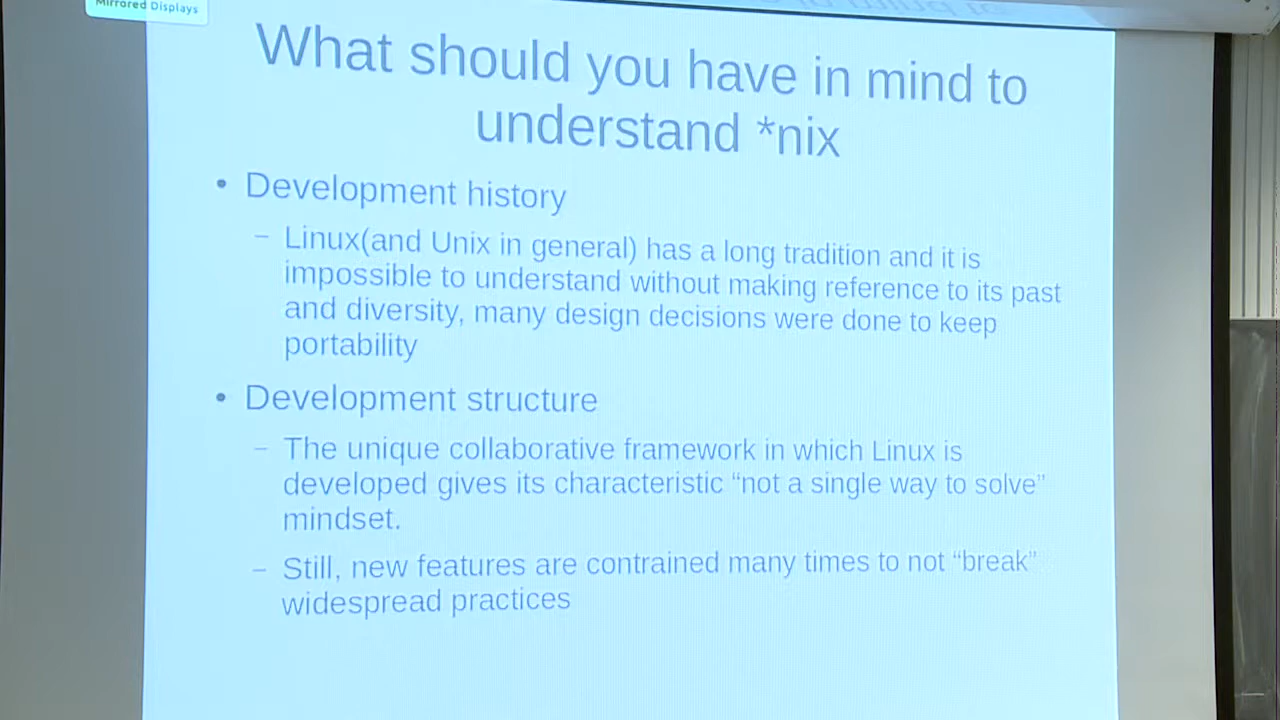 Mirrored Displays
What should you have in mind to
understand *nix
• Development history
– Linux(and Unix in general) has a long tradition and it is
impossible to understand without making reference to its past
and diversity, many design decisions were done to keep
portability
• Development structure
– The unique collaborative framework in which Linux is
developed gives its characteristic “not a single way to solve”
mindset.
– Still, new features are contrained many times to not “break”
widespread practices